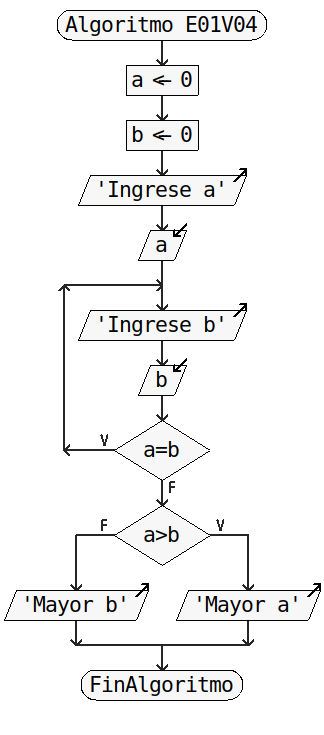 Algoritmo E01V04
a <- 0
b <- 0
'Ingrese a'
a
'Ingrese b'
b
V
a=b
F
F
V
a>b
'Mayor b'
'Mayor a'
FinAlgoritmo